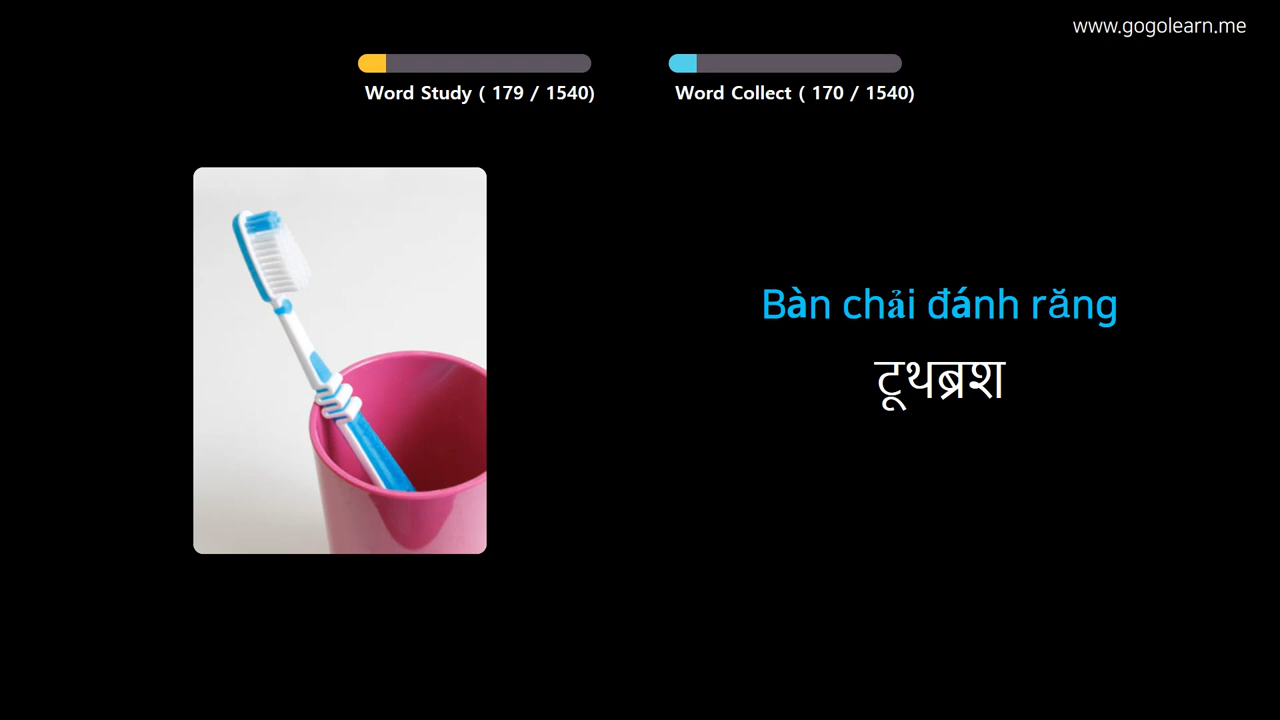 www.gogolearn.me
Word Study ( 179 / 1540)
Word Collect ( 170 / 1540)
Bàn chải đánh răng
टूथब्रश